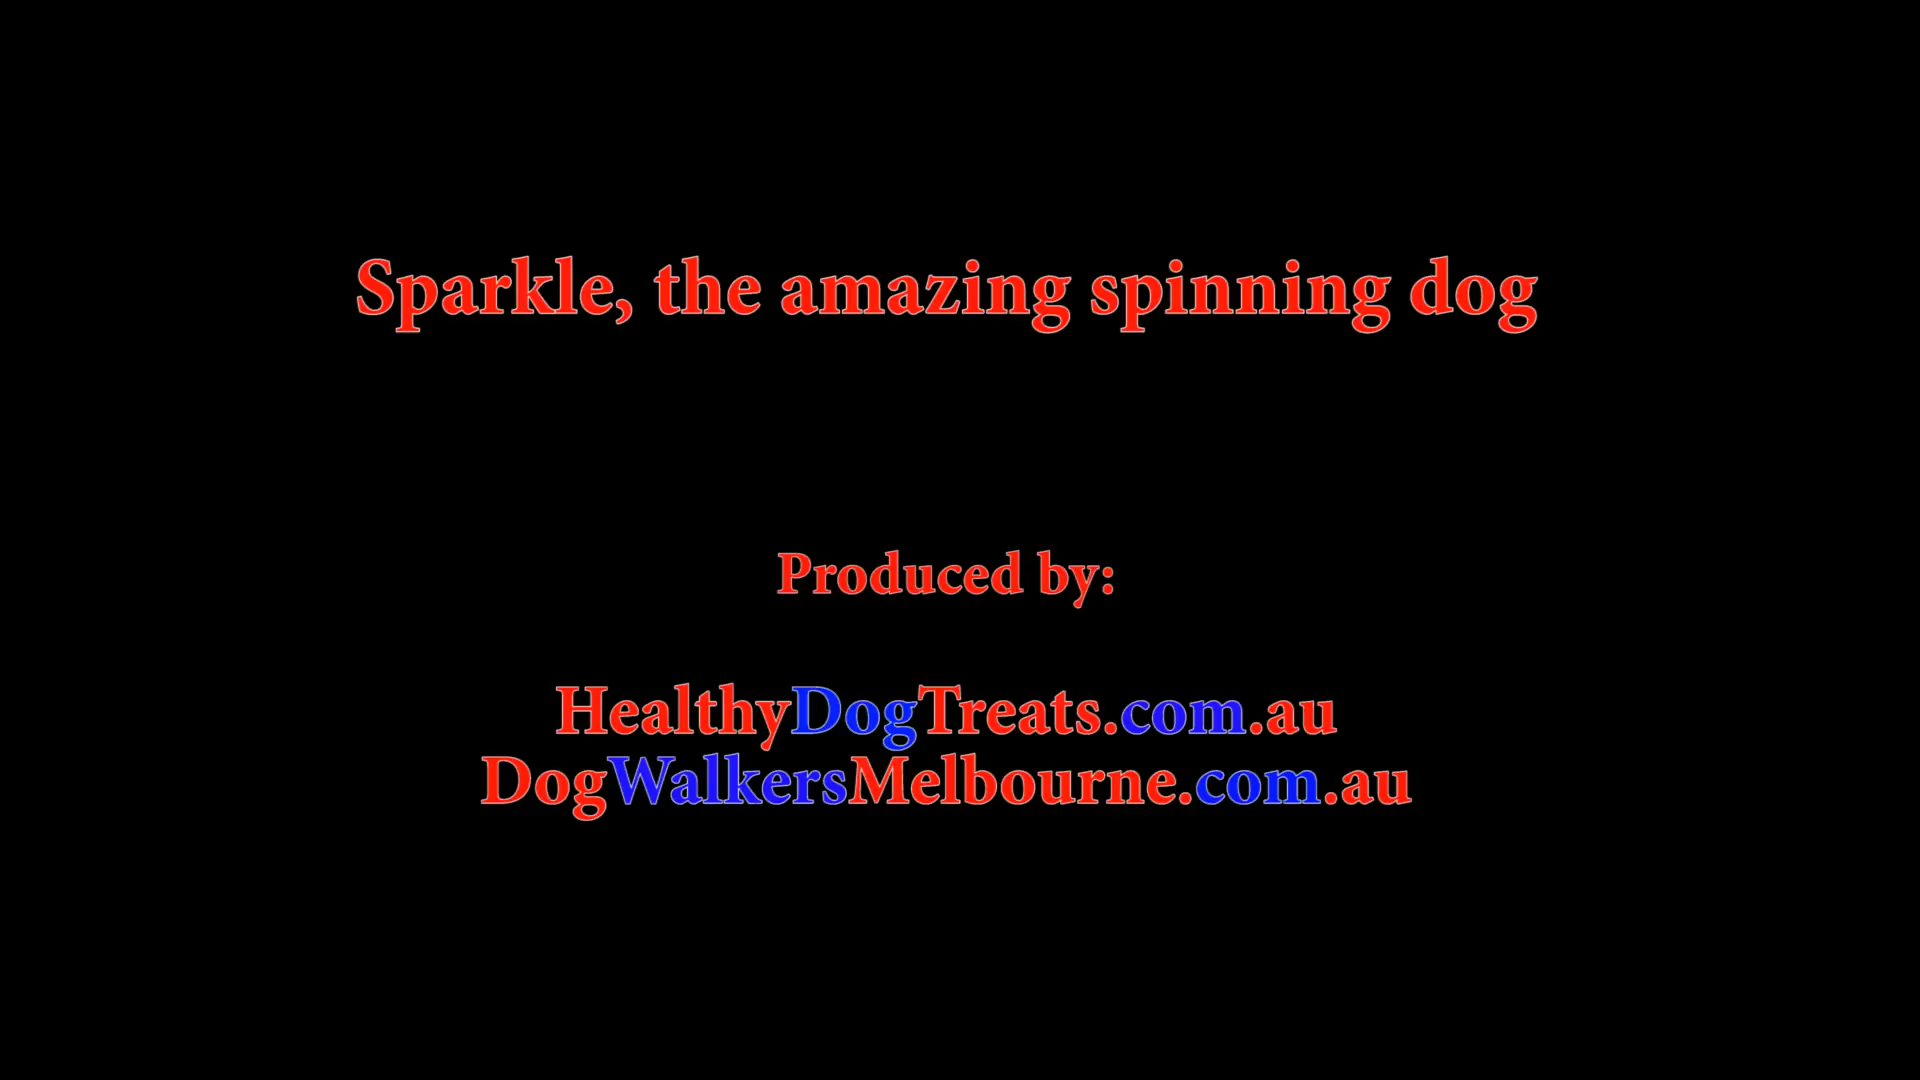 Sparkle, the amazing spinning dog
Produced by:
HealthyDogTreats.com.au
DogWalkersMelbourne.com.au